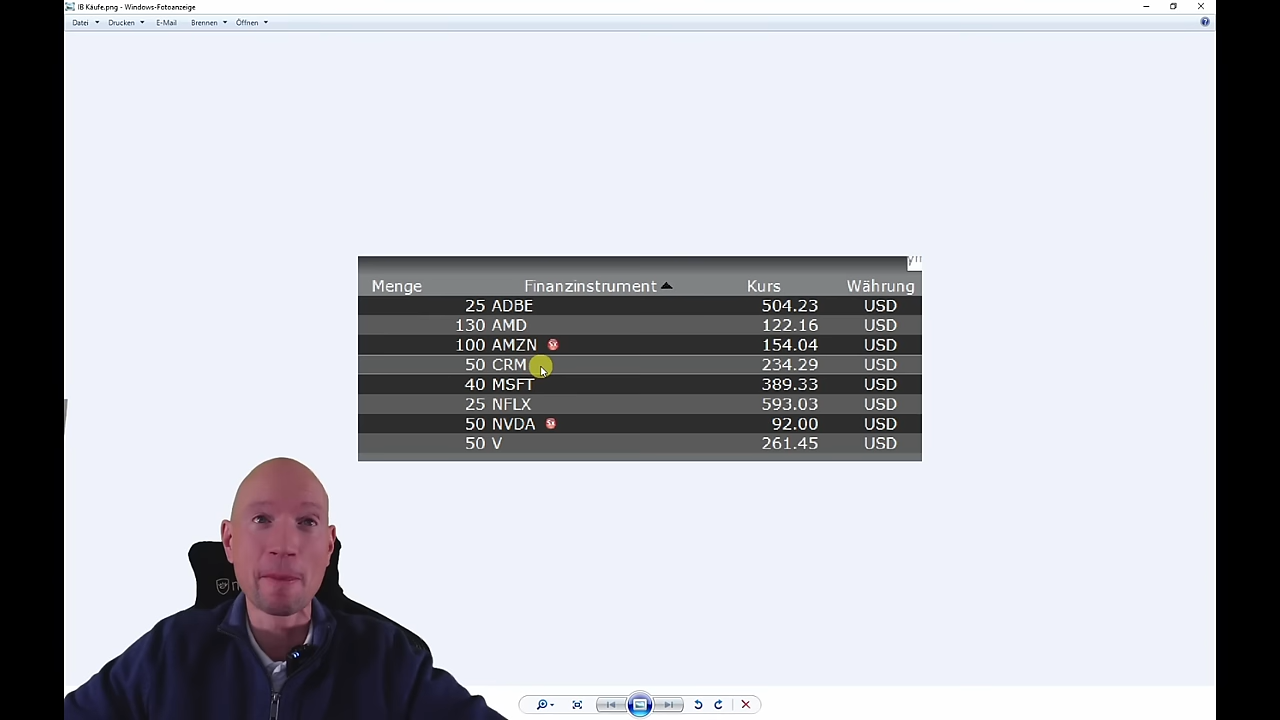 IB Käufe.png - Windows-Fotoanzeige
Datei Drucken E-Mail Brennen Öffnen
Menge Finanzinstrument Kurs Währung
25 ADBE 504.23 USD
130 AMD 122.16 USD
100 AMZN 154.04 USD
50 CRM 234.29 USD
40 MSFT 389.33 USD
25 NFLX 593.03 USD
50 NVDA 92.00 USD
50 V 261.45 USD